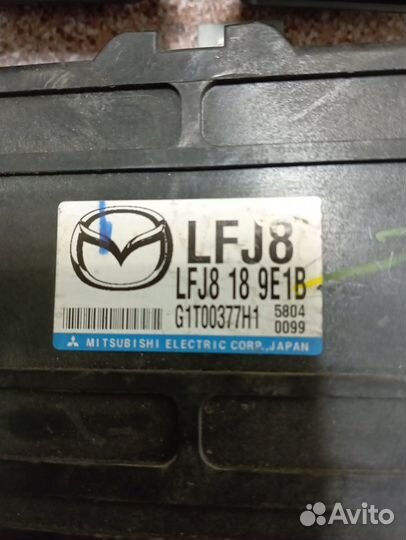 LFJ8
LFJ8 18 9E1B
G1T00377H1 5804
0099
MITSUBISHI ELECTRIC CORP., JAPAN
Avito